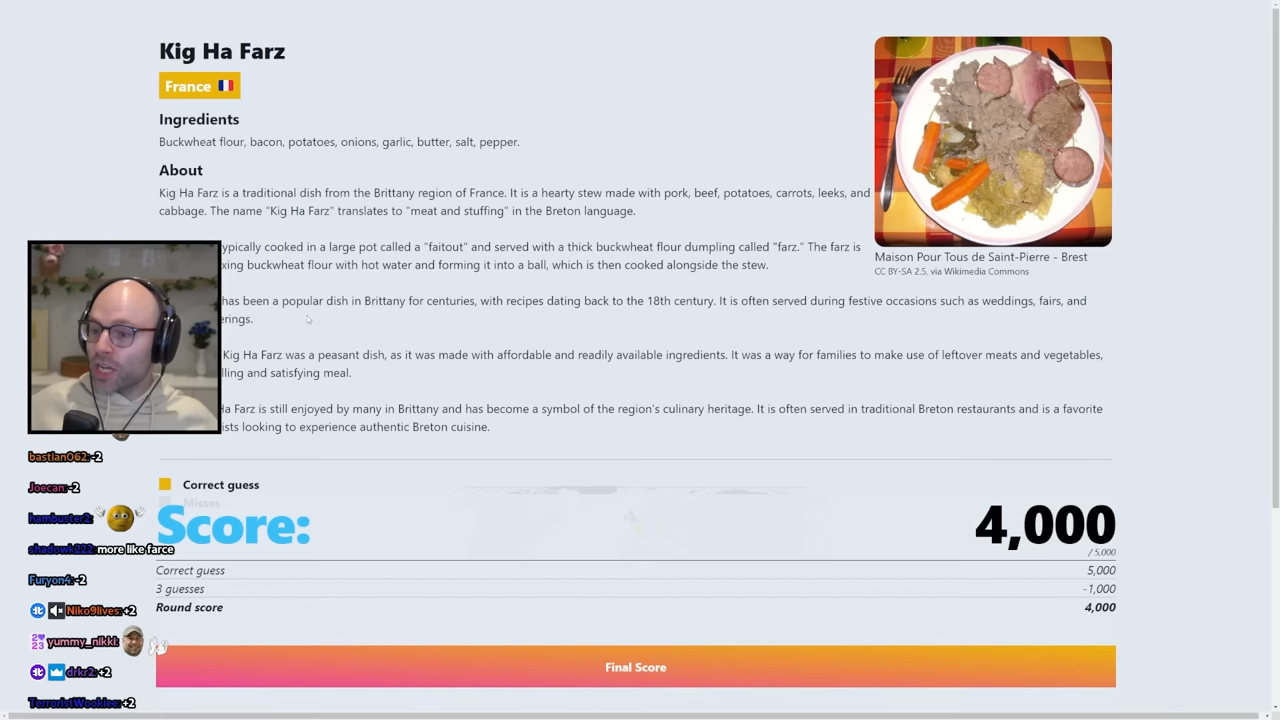 Kig Ha Farz
France
Ingredients
Buckwheat flour, bacon, potatoes, onions, garlic, butter, salt, pepper.
About
Kig Ha Farz is a traditional dish from the Brittany region of France. It is a hearty stew made with pork, beef, potatoes, carrots, leeks, and
cabbage. The name "Kig Ha Farz" translates to "meat and stuffing" in the Breton language.
ypically cooked in a large pot called a "faitout" and served with a thick buckwheat flour dumpling called "farz." The farz is
xing buckwheat flour with hot water and forming it into a ball, which is then cooked alongside the stew.
Maison Pour Tous de Saint-Pierre - Brest
CC BY-SA 2.5, via Wikimedia Commons
has been a popular dish in Brittany for centuries, with recipes dating back to the 18th century. It is often served during festive occasions such as weddings, fairs, and
erings.
Kig Ha Farz was a peasant dish, as it was made with affordable and readily available ingredients. It was a way for families to make use of leftover meats and vegetables,
lling and satisfying meal.
Ha Farz is still enjoyed by many in Brittany and has become a symbol of the region's culinary heritage. It is often served in traditional Breton restaurants and is a favorite
ists looking to experience authentic Breton cuisine.
Correct guess
Misses
Score:
4,000
/ 5,000
Correct guess 5,000
3 guesses -1,000
Round score 4,000
Final Score
bastian062: -2
Joecan: -2
hambuster2:
shadowk222: more like farce
Furyon4: -2
Niko9lives: +2
2 2023 yummy_nikki:
drkr2: +2
TerroristWookiee: +2